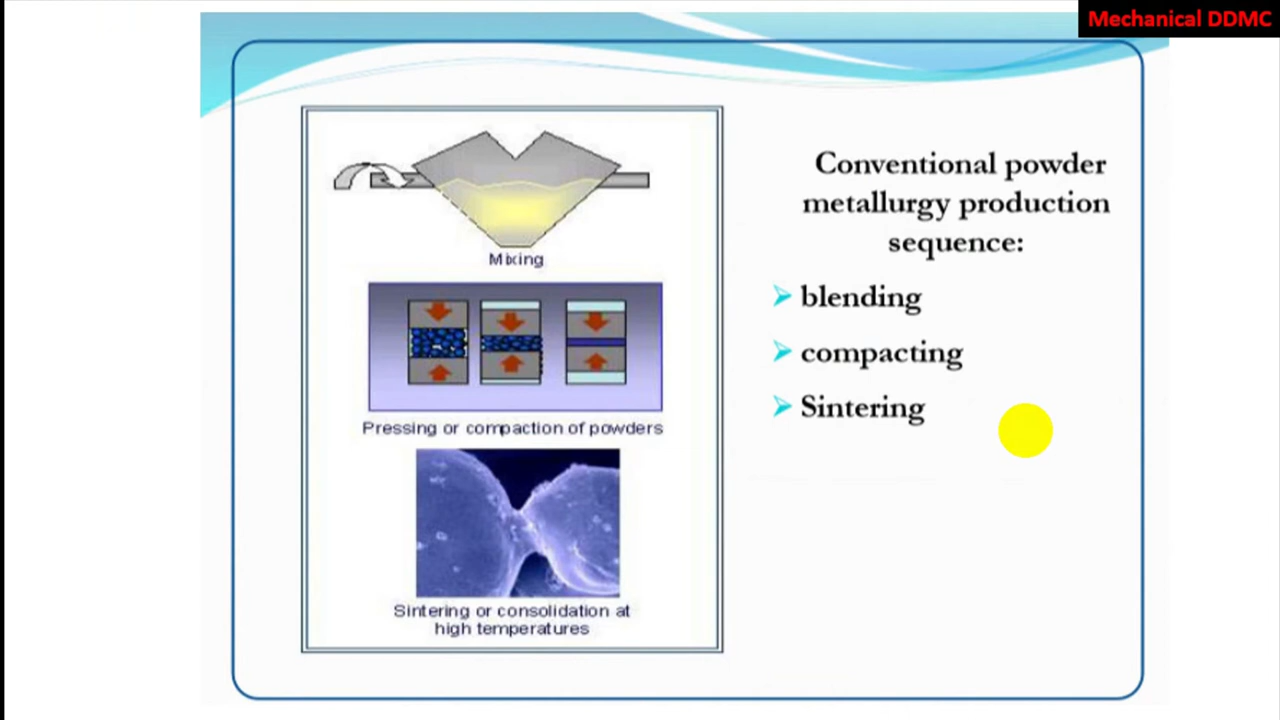 Mechanical DDMC
Mixing
Pressing or compaction of powders
Sintering or consolidation at
high temperatures
Conventional powder
metallurgy production
sequence:
blending
compacting
Sintering